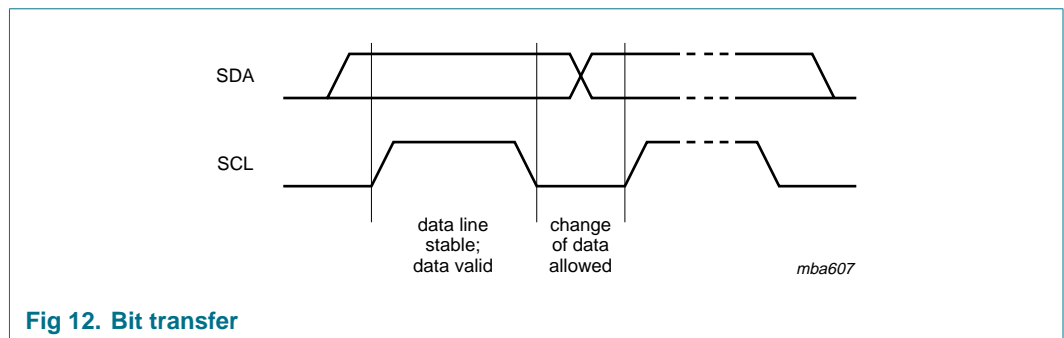 SDA
SCL
data line
stable;
data valid
change
of data
allowed
mba607
Fig 12. Bit transfer